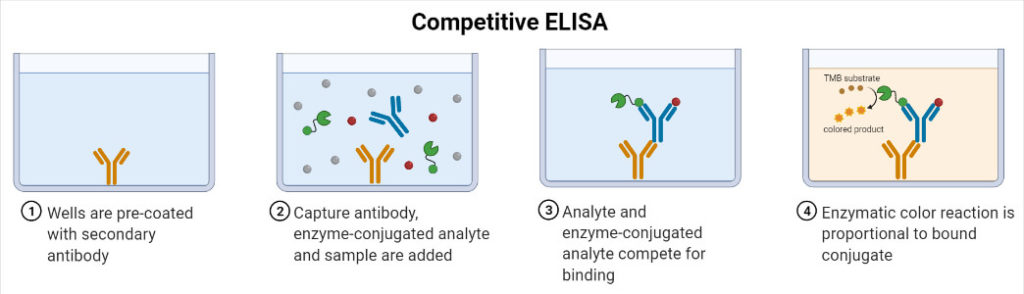 Competitive ELISA
TMB substrate
colored product
1 Wells are pre-coated
with secondary
antibody
2 Capture antibody,
enzyme-conjugated analyte
and sample are added
3 Analyte and
enzyme-conjugated
analyte compete for
binding
4 Enzymatic color reaction is
proportional to bound
conjugate